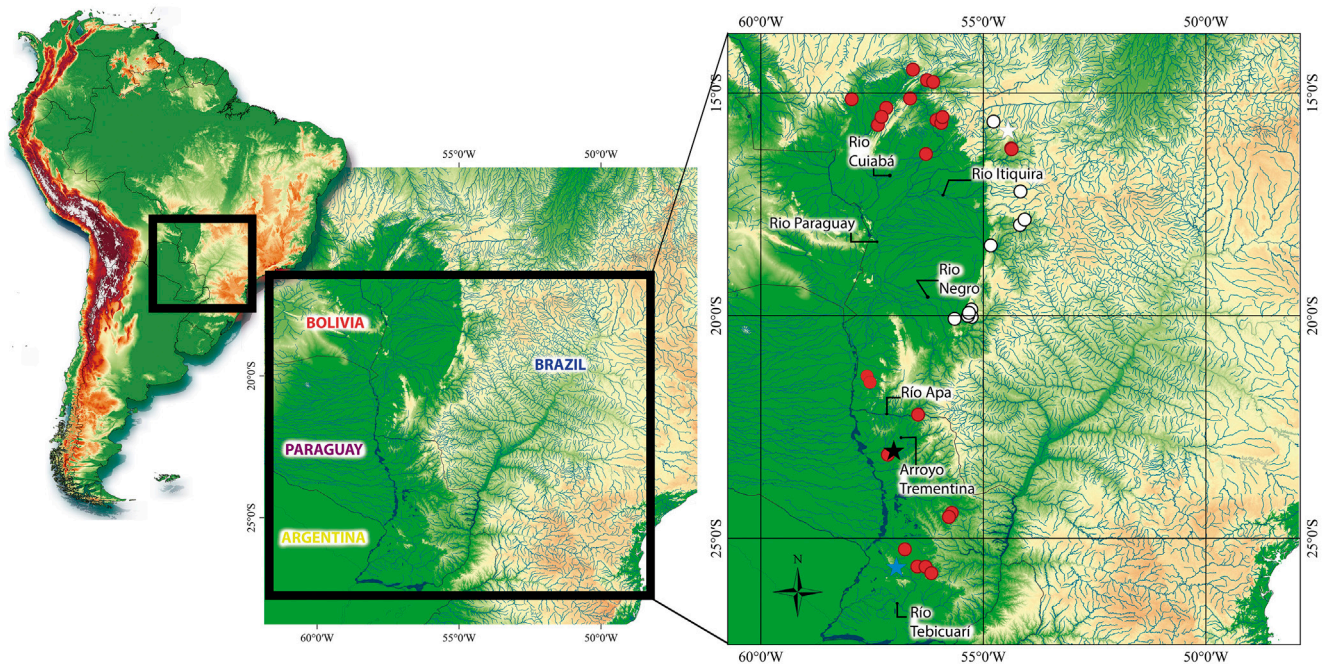 55°0'W
50°0'W
20°0'S
25°0'S
BOLIVIA
BRAZIL
PARAGUAY
ARGENTINA
60°0'W
55°0'W
50°0'W
60°0'W
55°0'W
50°0'W
15°0'S
15°0'S
Rio
Cuiabá
Rio Itiquira
Rio Paraguay
Rio
Negro
20°0'S
20°0'S
Río Apa
Arroyo
Trementina
25°0'S
25°0'S
N
Río
Tebicuarí
60°0'W
55°0'W
50°0'W